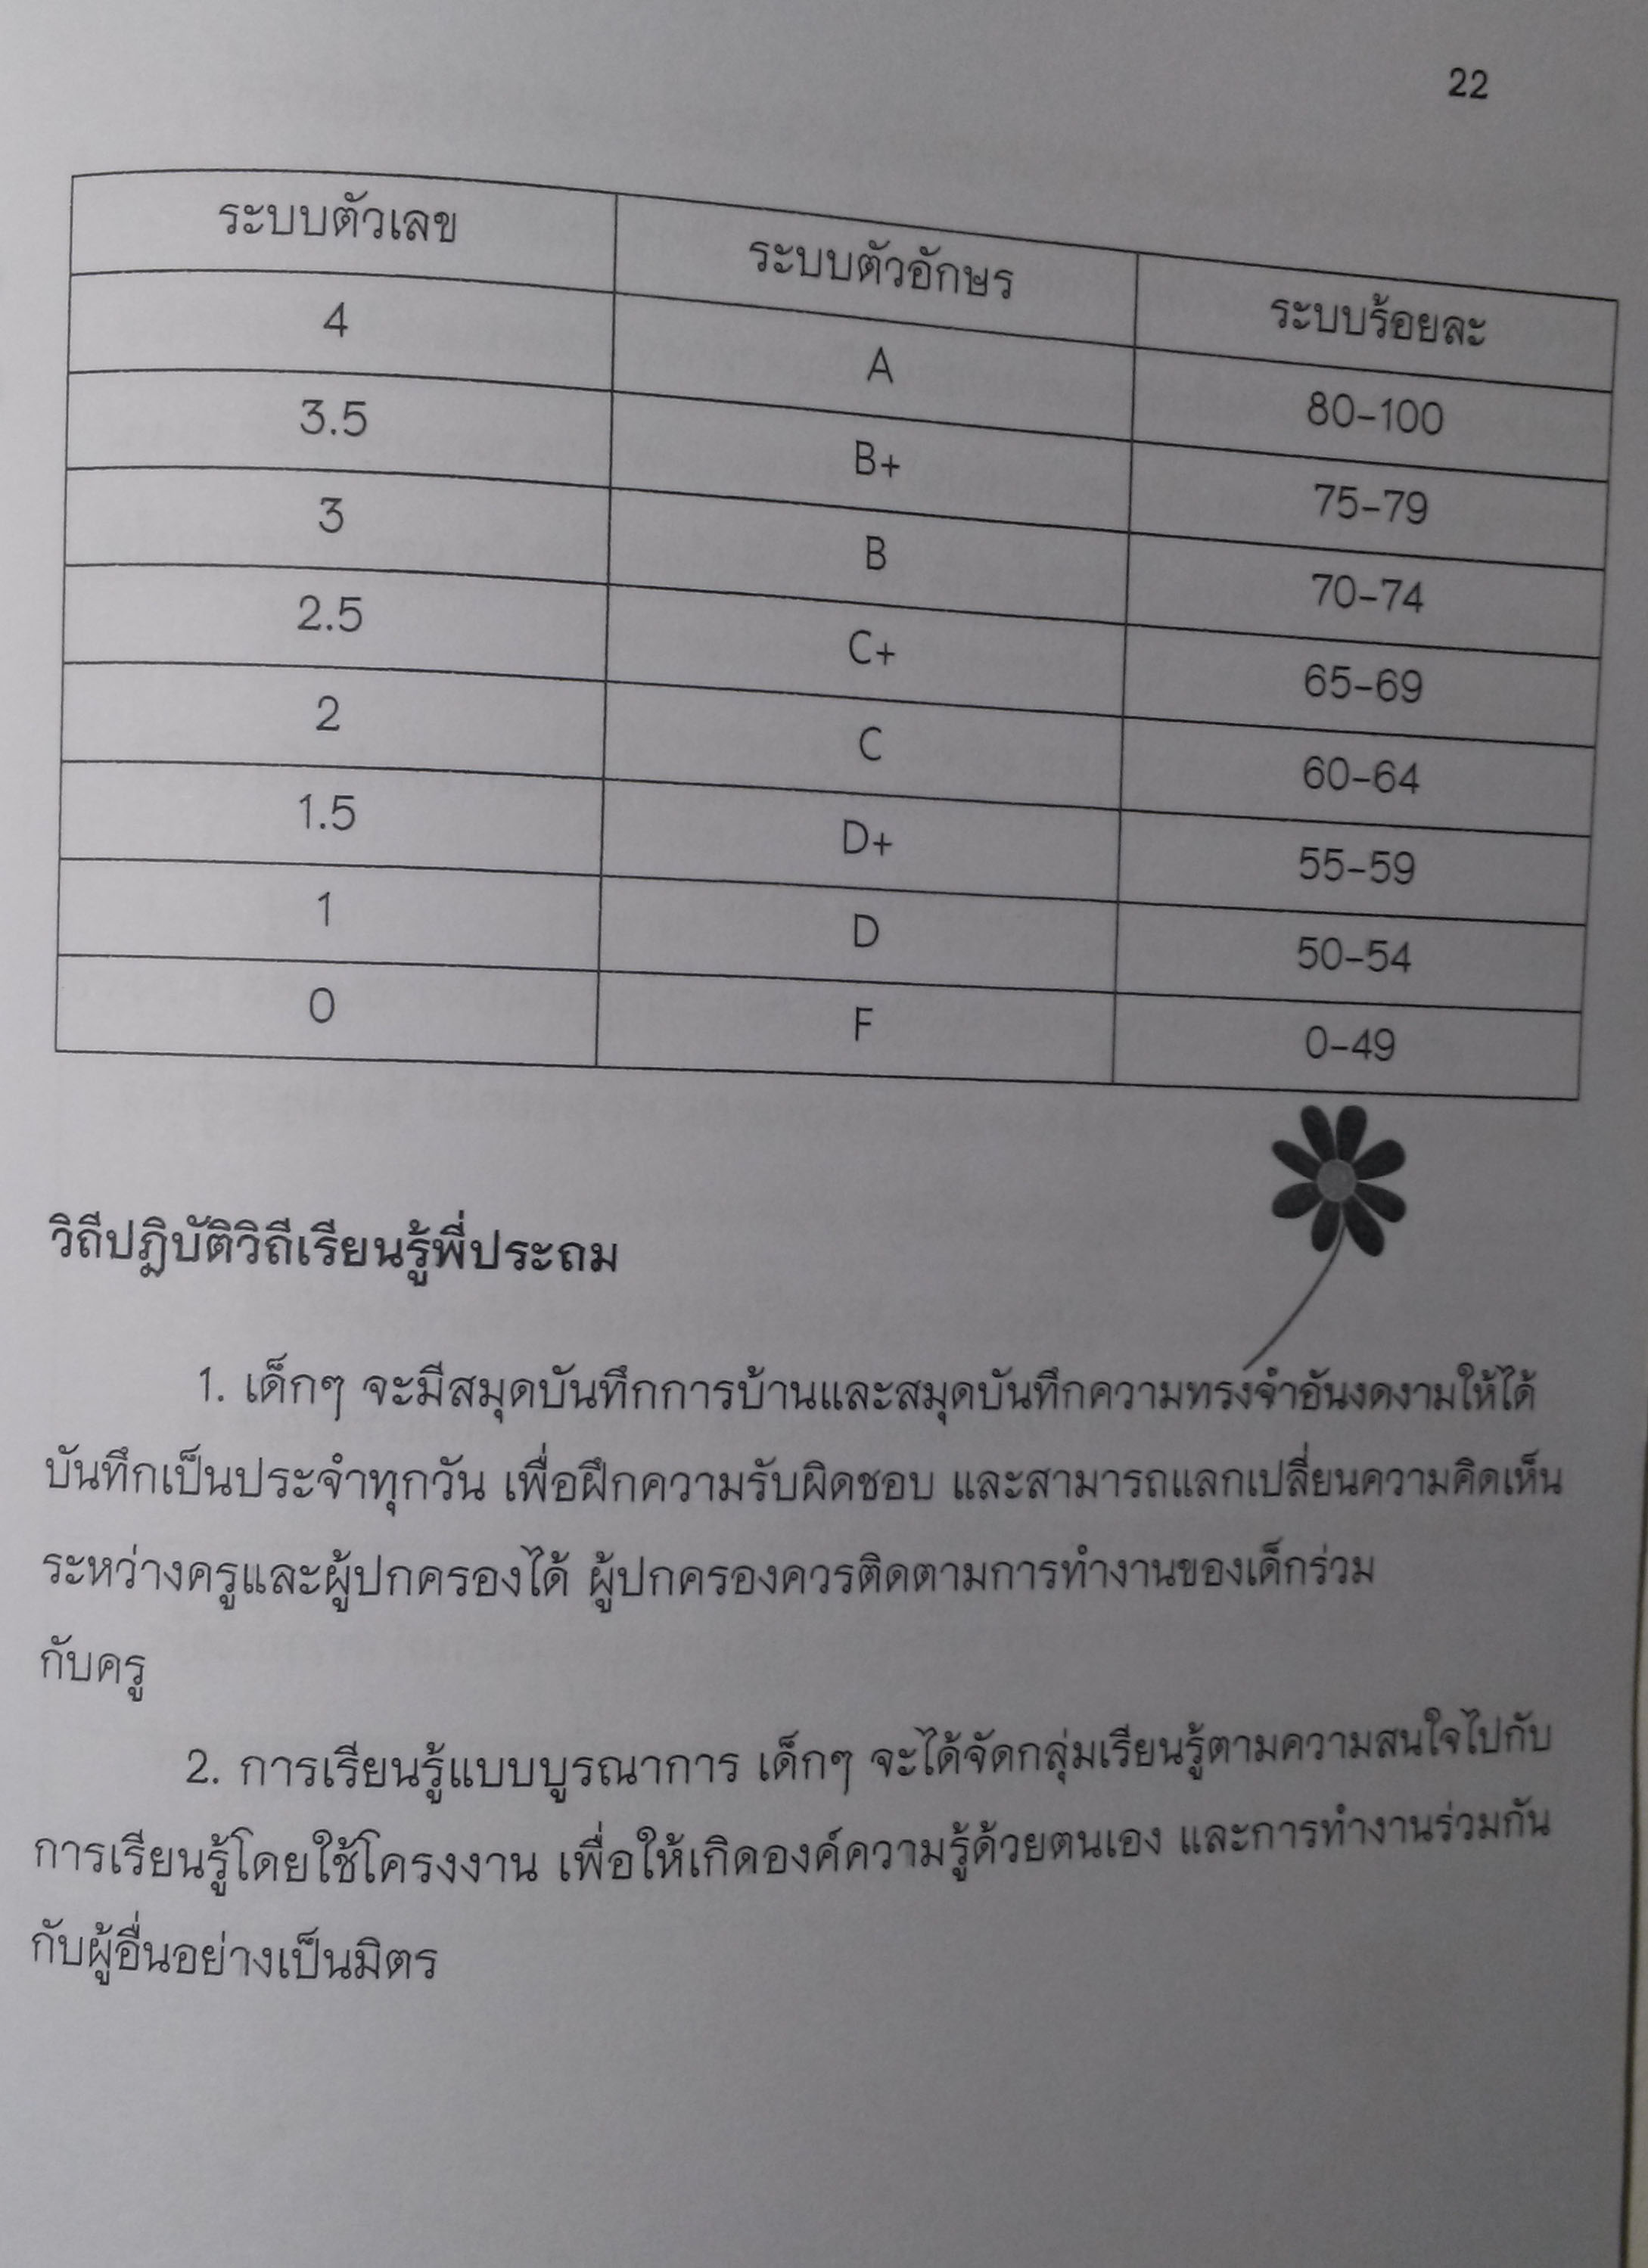 22
ระบบตัวเลข ระบบตัวอักษร ระบบร้อยละ
4 A 80-100
3.5 B+ 75-79
3 B 70-74
2.5 C+ 65-69
2 C 60-64
1.5 D+ 55-59
1 D 50-54
0 F 0-49
วิถีปฏิบัติวิถีเรียนรู้พี่ประถม
1. เด็กๆ จะมีสมุดบันทึกการบ้านและสมุดบันทึกความทรงจำอันงดงามให้ได้
บันทึกเป็นประจำทุกวัน เพื่อฝึกความรับผิดชอบ และสามารถแลกเปลี่ยนความคิดเห็น
ระหว่างครูและผู้ปกครองได้ ผู้ปกครองควรติดตามการทำงานของเด็กร่วม
กับครู
2. การเรียนรู้แบบบูรณาการ เด็กๆ จะได้จัดกลุ่มเรียนรู้ตามความสนใจไปกับ
การเรียนรู้โดยใช้โครงงาน เพื่อให้เกิดองค์ความรู้ด้วยตนเอง และการทำงานร่วมกัน
กับผู้อื่นอย่างเป็นมิตร